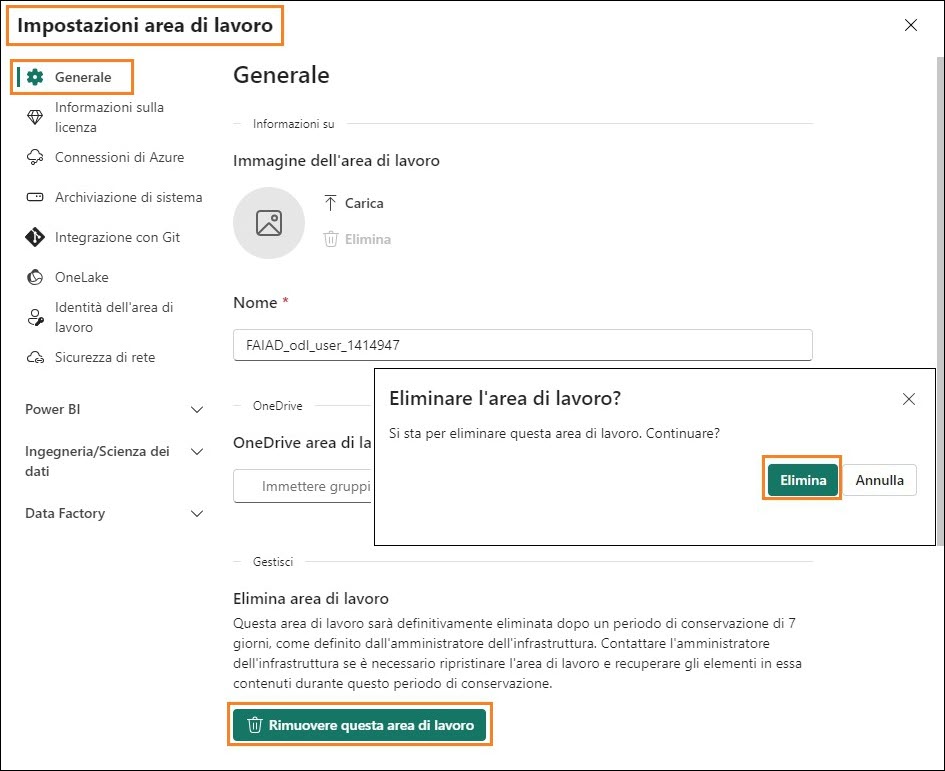 Impostazioni area di lavoro
Generale
Informazioni sulla
licenza
Connessioni di Azure
Archiviazione di sistema
Integrazione con Git
OneLake
Identità dell'area di
lavoro
Sicurezza di rete
Power BI
Ingegneria/Scienza dei
dati
Data Factory
Generale
Informazioni su
Immagine dell'area di lavoro
Carica
Elimina
Nome *
FAIAD_odl_user_1414947
OneDrive
OneDrive area di la
Immettere gruppi
Eliminare l'area di lavoro?
Si sta per eliminare questa area di lavoro. Continuare?
Elimina
Annulla
Gestisci
Elimina area di lavoro
Questa area di lavoro sarà definitivamente eliminata dopo un periodo di conservazione di 7
giorni, come definito dall'amministratore dell'infrastruttura. Contattare l'amministratore
dell'infrastruttura se è necessario ripristinare l'area di lavoro e recuperare gli elementi in essa
contenuti durante questo periodo di conservazione.
Rimuovere questa area di lavoro